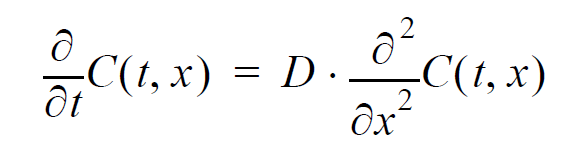 ∂/∂t C(t, x) = D · ∂²/∂x² C(t, x)